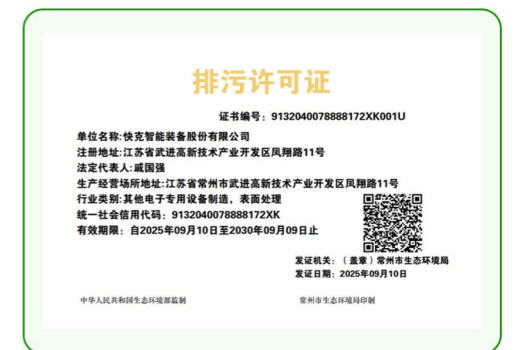 排污许可证
证书编号：9132040078888172XK001U
单位名称:快克智能装备股份有限公司
注册地址:江苏省武进高新技术产业开发区凤翔路11号
法定代表人:戚国强
生产经营场所地址:江苏省常州市武进高新技术产业开发区凤翔路11号
行业类别:其他电子专用设备制造，表面处理
统一社会信用代码：9132040078888172XK
有效期限：自2025年09月10日至2030年09月09日止
发证机关：（盖章）常州市生态环境局
发证日期：2025年09月10日
中华人民共和国生态环境部监制
常州市生态环境局印制